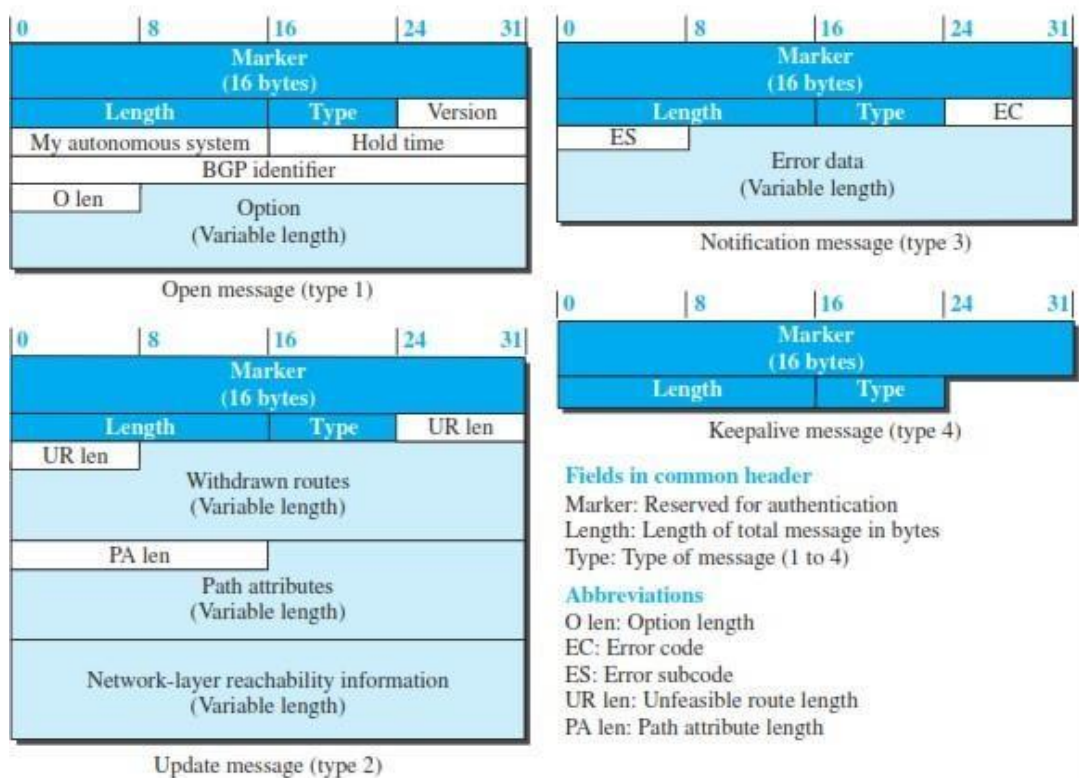 0 8 16 24 31
Marker
(16 bytes)
Length Type Version
My autonomous system Hold time
BGP identifier
O len
Option
(Variable length)
Open message (type 1)
0 8 16 24 31
Marker
(16 bytes)
Length Type UR len
UR len
Withdrawn routes
(Variable length)
PA len
Path attributes
(Variable length)
Network-layer reachability information
(Variable length)
Update message (type 2)
0 8 16 24 31
Marker
(16 bytes)
Length Type EC
ES
Error data
(Variable length)
Notification message (type 3)
0 8 16 24 31
Marker
(16 bytes)
Length Type
Keepalive message (type 4)
Fields in common header
Marker: Reserved for authentication
Length: Length of total message in bytes
Type: Type of message (1 to 4)
Abbreviations
O len: Option length
EC: Error code
ES: Error subcode
UR len: Unfeasible route length
PA len: Path attribute length